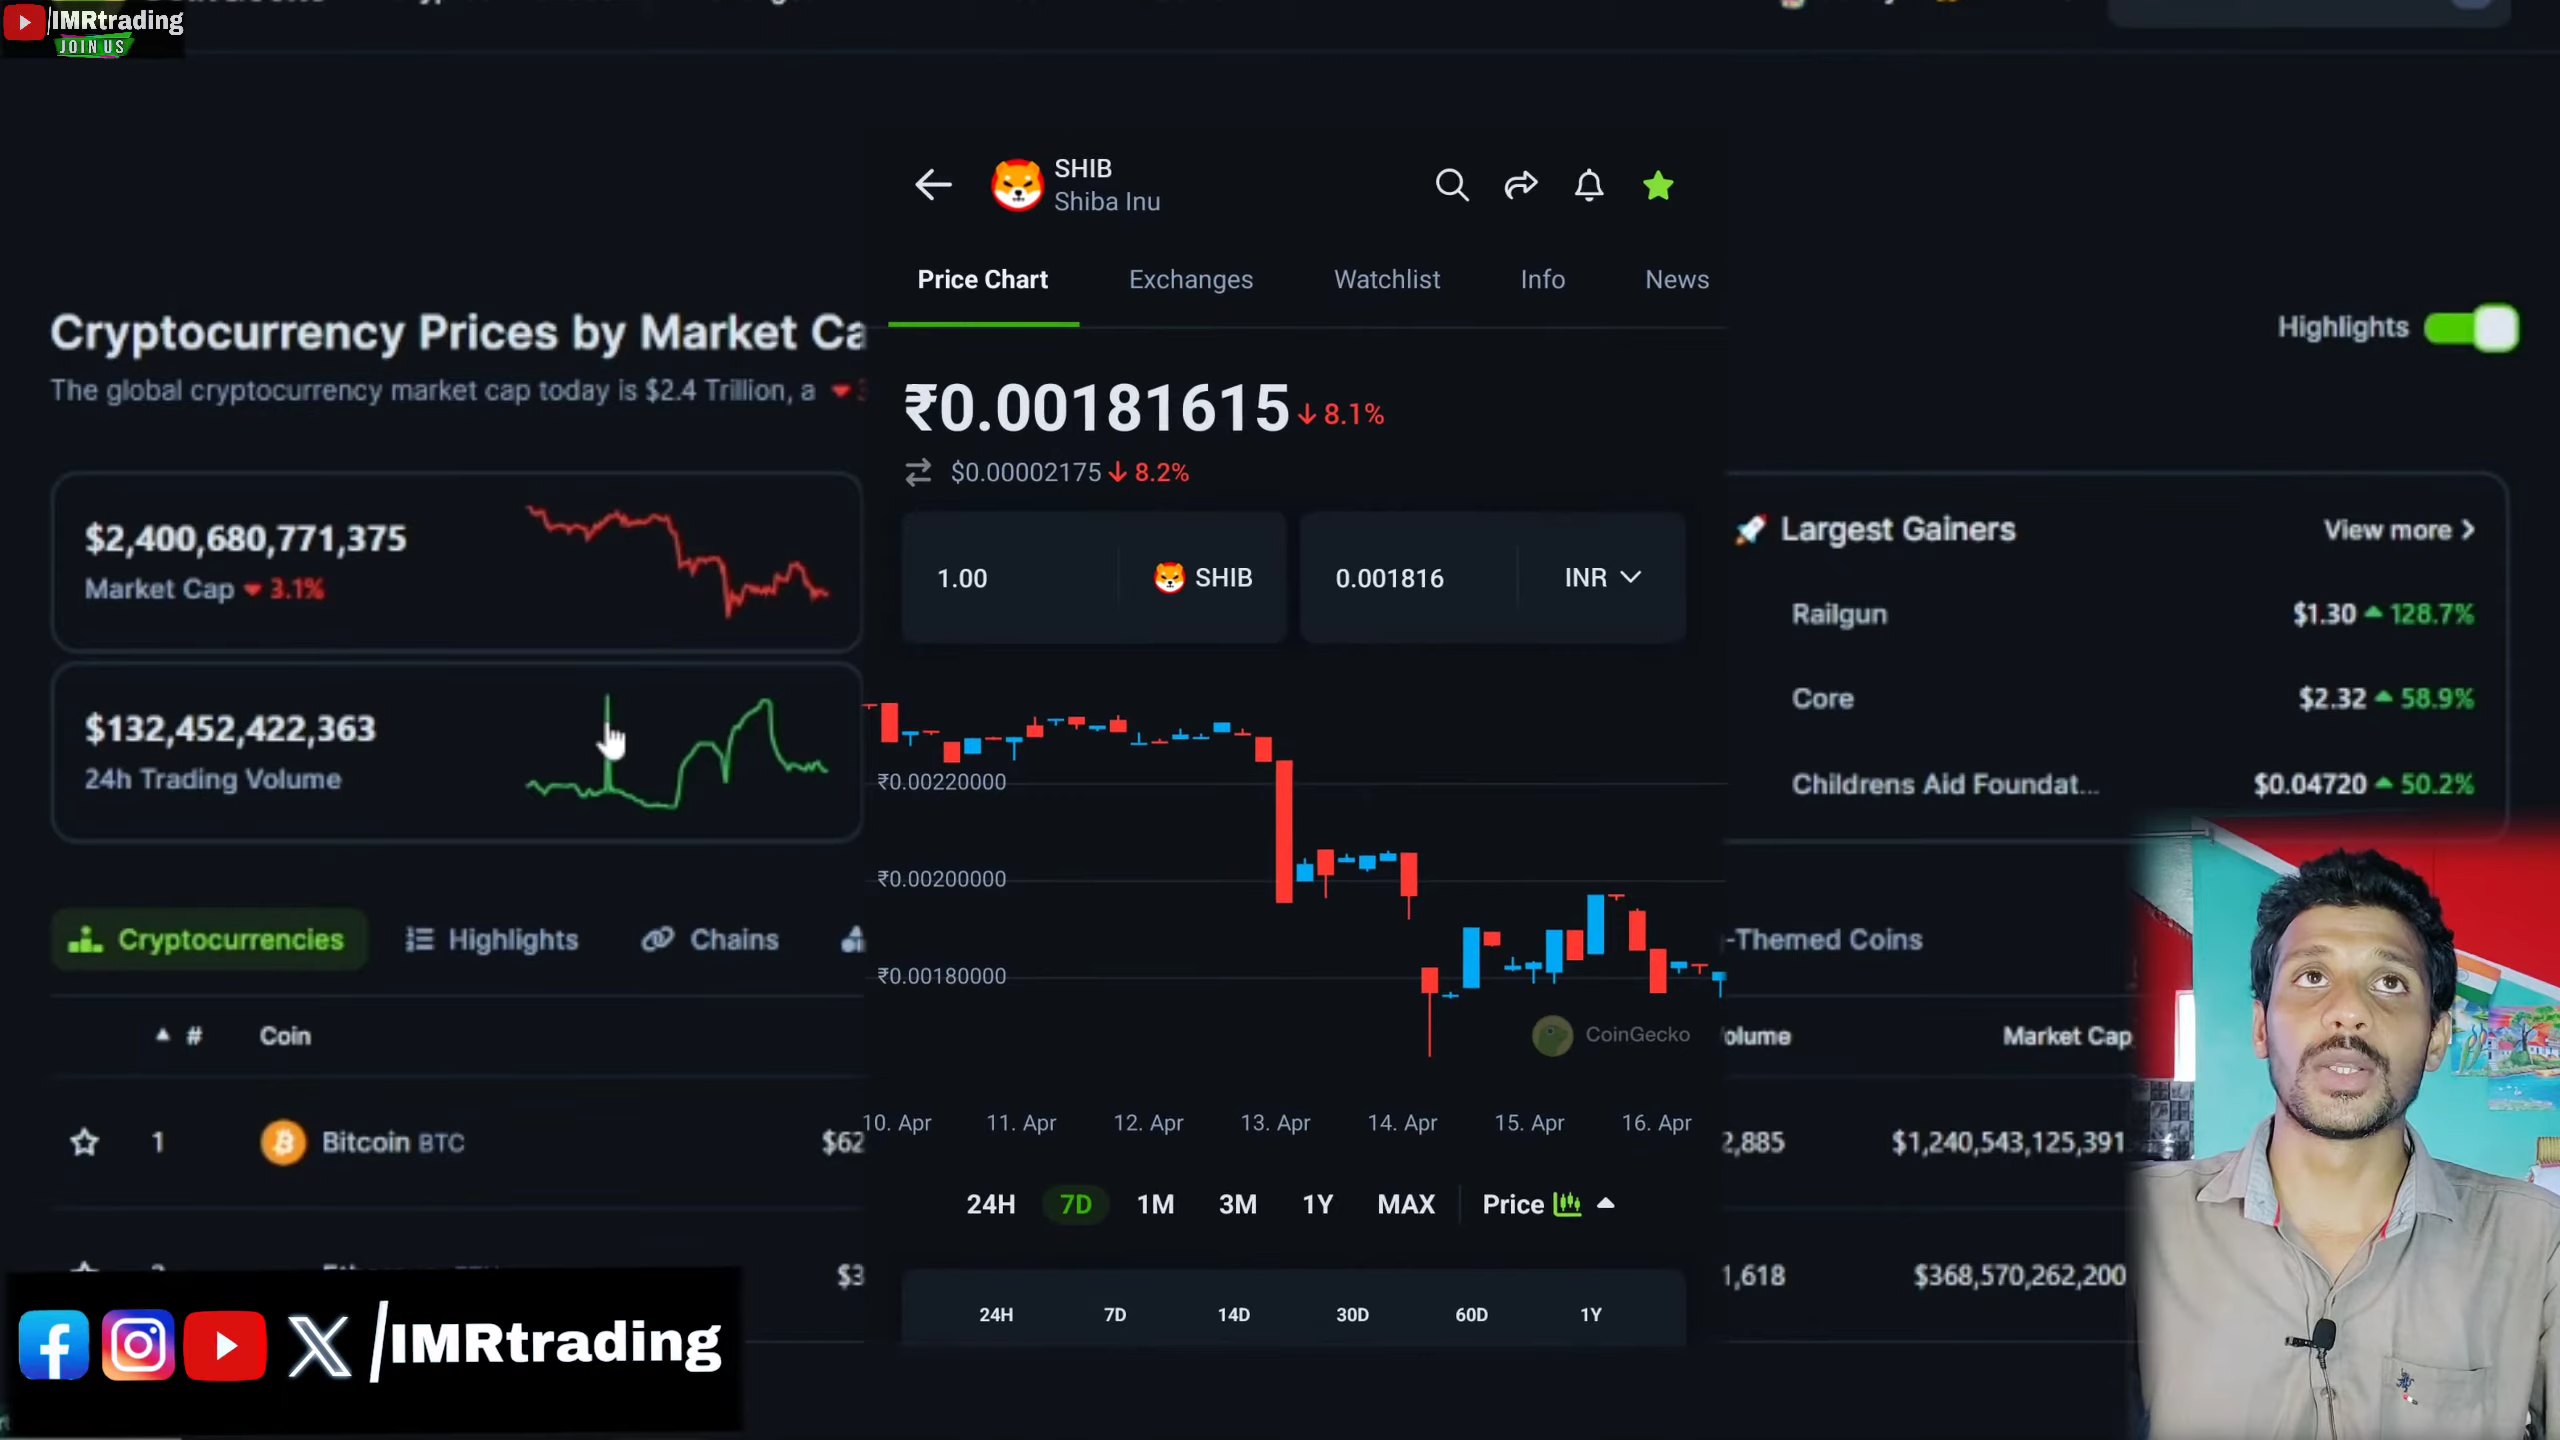 /IMRtrading
JOIN US
SHIB
Shiba Inu
Price Chart
Exchanges
Watchlist
Info
News
Cryptocurrency Prices by Market Ca
Highlights
The global cryptocurrency market cap today is $2.4 Trillion, a
₹0.00181615 8.1%
$0.00002175 8.2%
$2,400,680,771,375
Market Cap 3.1%
1.00 SHIB
0.001816 INR
Largest Gainers
View more
Railgun $1.30 128.7%
Core $2.32 58.9%
Childrens Aid Foundat... $0.04720 50.2%
$132,452,422,363
24h Trading Volume
₹0.00220000
₹0.00200000
₹0.00180000
CoinGecko
10. Apr 11. Apr 12. Apr 13. Apr 14. Apr 15. Apr 16. Apr
Cryptocurrencies
Highlights
Chains
-Themed Coins
# Coin
olume
Market Cap
1 Bitcoin BTC $62
2,885 $1,240,543,125,391
24H 7D 1M 3M 1Y MAX Price
$3
1,618 $368,570,262,200
24H 7D 14D 30D 60D 1Y
/IMRtrading